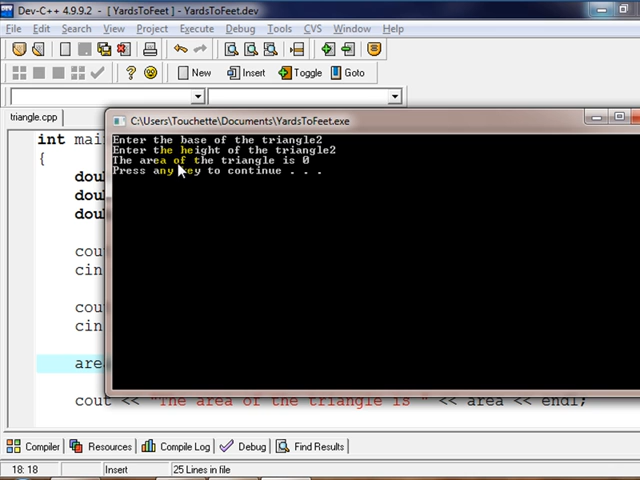 Dev-C++ 4.9.9.2 - [ YardsToFeet ] - YardsToFeet.dev
File Edit Search View Project Execute Debug Tools CVS Window Help
New Insert Toggle Goto
triangle.cpp
C:\Users\Touchette\Documents\YardsToFeet.exe
int mai
Enter the base of the triangle2
Enter the height of the triangle2
The area of the triangle is 0
Press any key to continue . . .
{
doub
doub
doub
cou
cin
cou
cin
area
cout << "The area of the triangle is " << area << endl;
Compiler Resources Compile Log Debug Find Results
18: 18 Insert 25 Lines in file